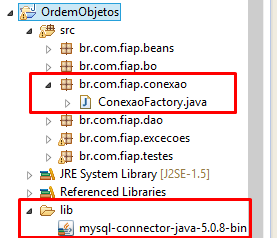 OrdemObjetos
src
br.com.fiap.beans
br.com.fiap.bo
br.com.fiap.conexao
ConexaoFactory.java
br.com.fiap.dao
br.com.fiap.excecoes
br.com.fiap.testes
JRE System Library [J2SE-1.5]
Referenced Libraries
lib
mysql-connector-java-5.0.8-bin